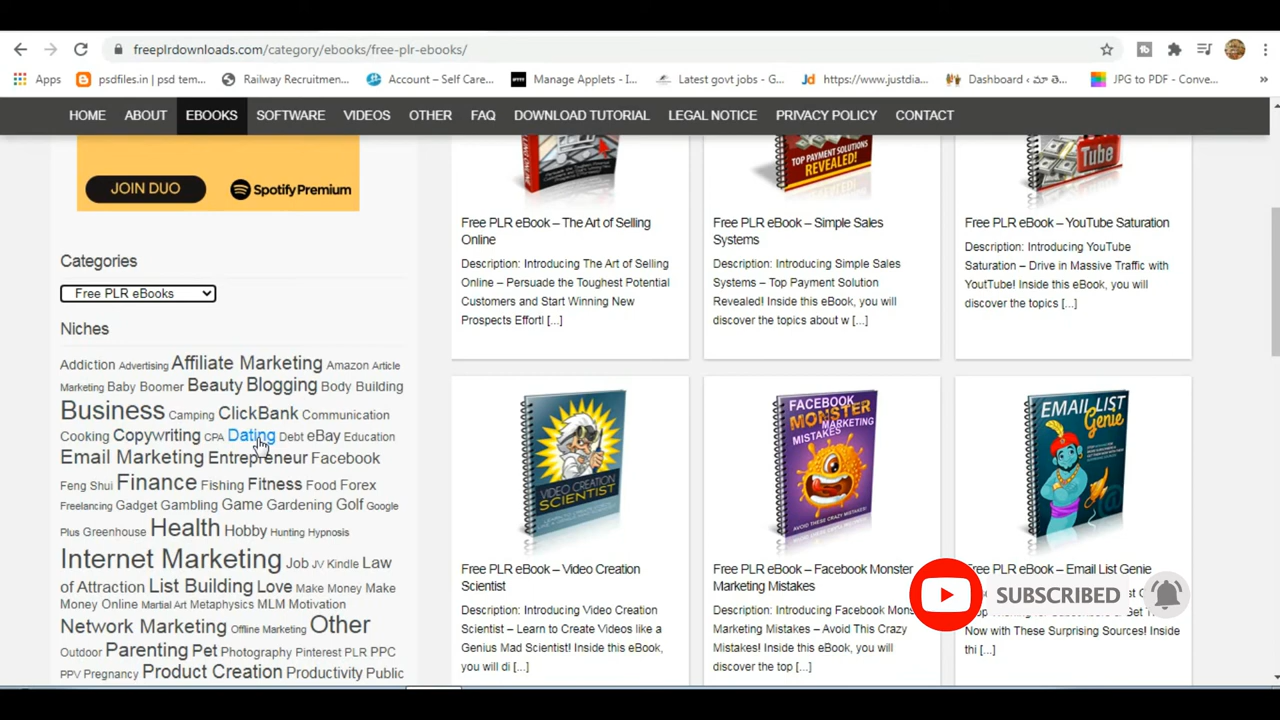 freeplrdownloads.com/category/ebooks/free-plr-ebooks/
Apps psdfiles.in | psd tem... Railway Recruitmen... Account – Self Care... Manage Applets - I... Latest govt jobs - G... Jd https://www.justdia... Dashboard ‹ మా తె... JPG to PDF - Conve... »
HOME ABOUT EBOOKS SOFTWARE VIDEOS OTHER FAQ DOWNLOAD TUTORIAL LEGAL NOTICE PRIVACY POLICY CONTACT
JOIN DUO Spotify Premium
Categories
Free PLR eBooks
Niches
Addiction Advertising Affiliate Marketing Amazon Article
Marketing Baby Boomer Beauty Blogging Body Building
Business Camping ClickBank Communication
Cooking Copywriting CPA Dating Debt eBay Education
Email Marketing Entrepreneur Facebook
Feng Shui Finance Fishing Fitness Food Forex
Freelancing Gadget Gambling Game Gardening Golf Google
Plus Greenhouse Health Hobby Hunting Hypnosis
Internet Marketing Job JV Kindle Law
of Attraction List Building Love Make Money Make
Money Online Martial Art Metaphysics MLM Motivation
Network Marketing Offline Marketing Other
Outdoor Parenting Pet Photography Pinterest PLR PPC
PPV Pregnancy Product Creation Productivity Public
TOP PAYMENT SOLUTIONS
REVEALED!
Tube
Free PLR eBook – The Art of Selling
Online
Description: Introducing The Art of Selling
Online – Persuade the Toughest Potential
Customers and Start Winning New
Prospects Effortl [...]
Free PLR eBook – Simple Sales
Systems
Description: Introducing Simple Sales
Systems – Top Payment Solution
Revealed! Inside this eBook, you will
discover the topics about w [...]
Free PLR eBook – YouTube Saturation
Description: Introducing YouTube
Saturation – Drive in Massive Traffic with
YoutTube! Inside this eBook, you will
discover the topics [...]
VIDEO CREATION
SCIENTIST
FACEBOOK
MONSTER
MARKETING
MISTAKES
AVOID THESE CRAZY MISTAKES!
EMAIL LIST
Genie
Free PLR eBook – Video Creation
Scientist
Description: Introducing Video Creation
Scientist – Learn to Create Videos like a
Genius Mad Scientist! Inside this eBook,
you will di [...]
Free PLR eBook – Facebook Monster
Marketing Mistakes
Description: Introducing Facebook Mons
Marketing Mistakes – Avoid This Crazy
Mistakes! Inside this eBook, you will
discover the top [...]
Free PLR eBook – Email List Genie
Now with These Surprising Sources! Inside
thi [...]
SUBSCRIBED